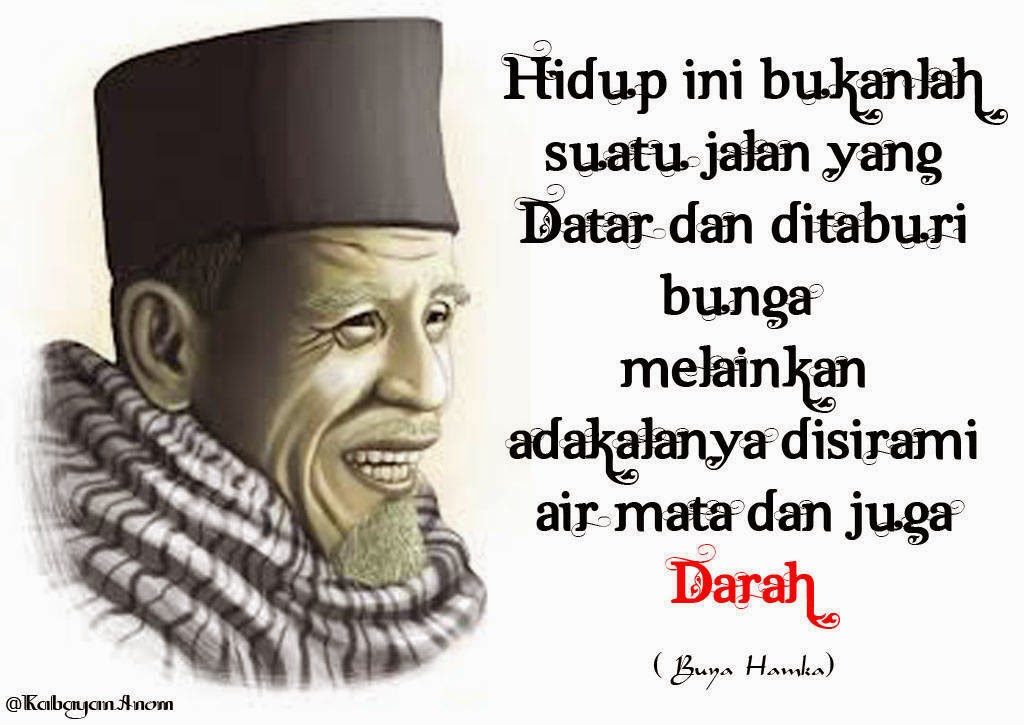 Hidup ini bukanlah
suatu jalan yang
Datar dan ditaburi
bunga
melainkan
adakalanya disirami
air mata dan juga
Darah
( Buya Hamka)
@KabayanAnom